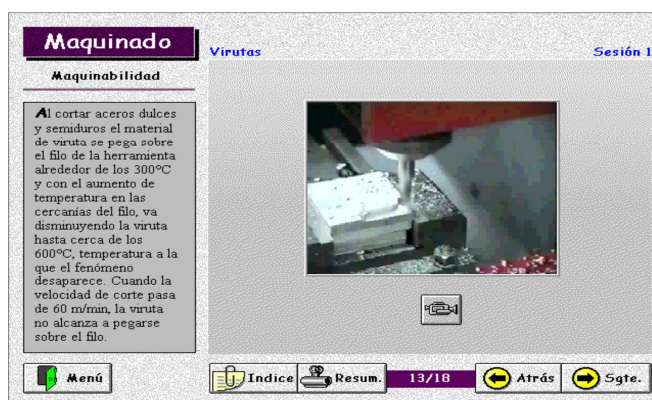 Maquinado
Virutas
Sesión 1
Maquinabilidad
Al cortar aceros dulces
y semiduros el material
de viruta se pega sobre
el filo de la herramienta
alrededor de los 300ºC
y con el aumento de
temperatura en las
cercanías del filo, va
disminuyendo la viruta
hasta cerca de los
600ºC, temperatura a la
que el fenómeno
desaparece. Cuando la
velocidad de corte pasa
de 60 m/min, la viruta
no alcanza a pegarse
sobre el filo.
Menú
Indice
Resum.
13/18
Atrás
Sgte.